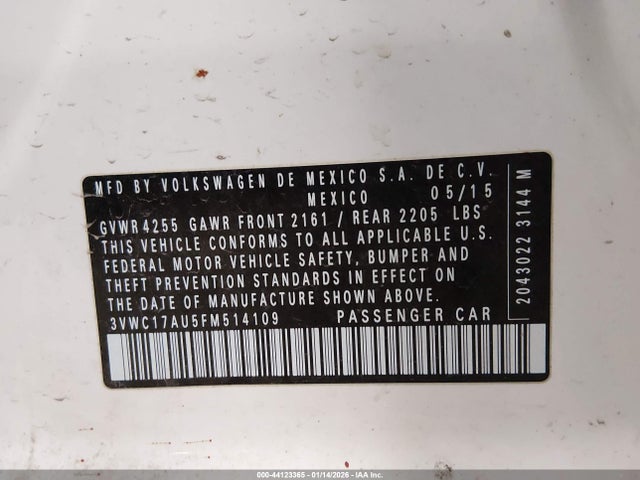 MFD BY VOLKSWAGEN DE MEXICO S.A. DE C.V.
MEXICO 05/15
GVWR 4255 GAWR FRONT 2161 / REAR 2205 LBS
THIS VEHICLE CONFORMS TO ALL APPLICABLE U.S.
FEDERAL MOTOR VEHICLE SAFETY, BUMPER AND
THEFT PREVENTION STANDARDS IN EFFECT ON
THE DATE OF MANUFACTURE SHOWN ABOVE.
3VWC17AU5FM514109 PASSENGER CAR
2043022 3144 M
000-44123365 - 01/14/2026 - IAA Inc.